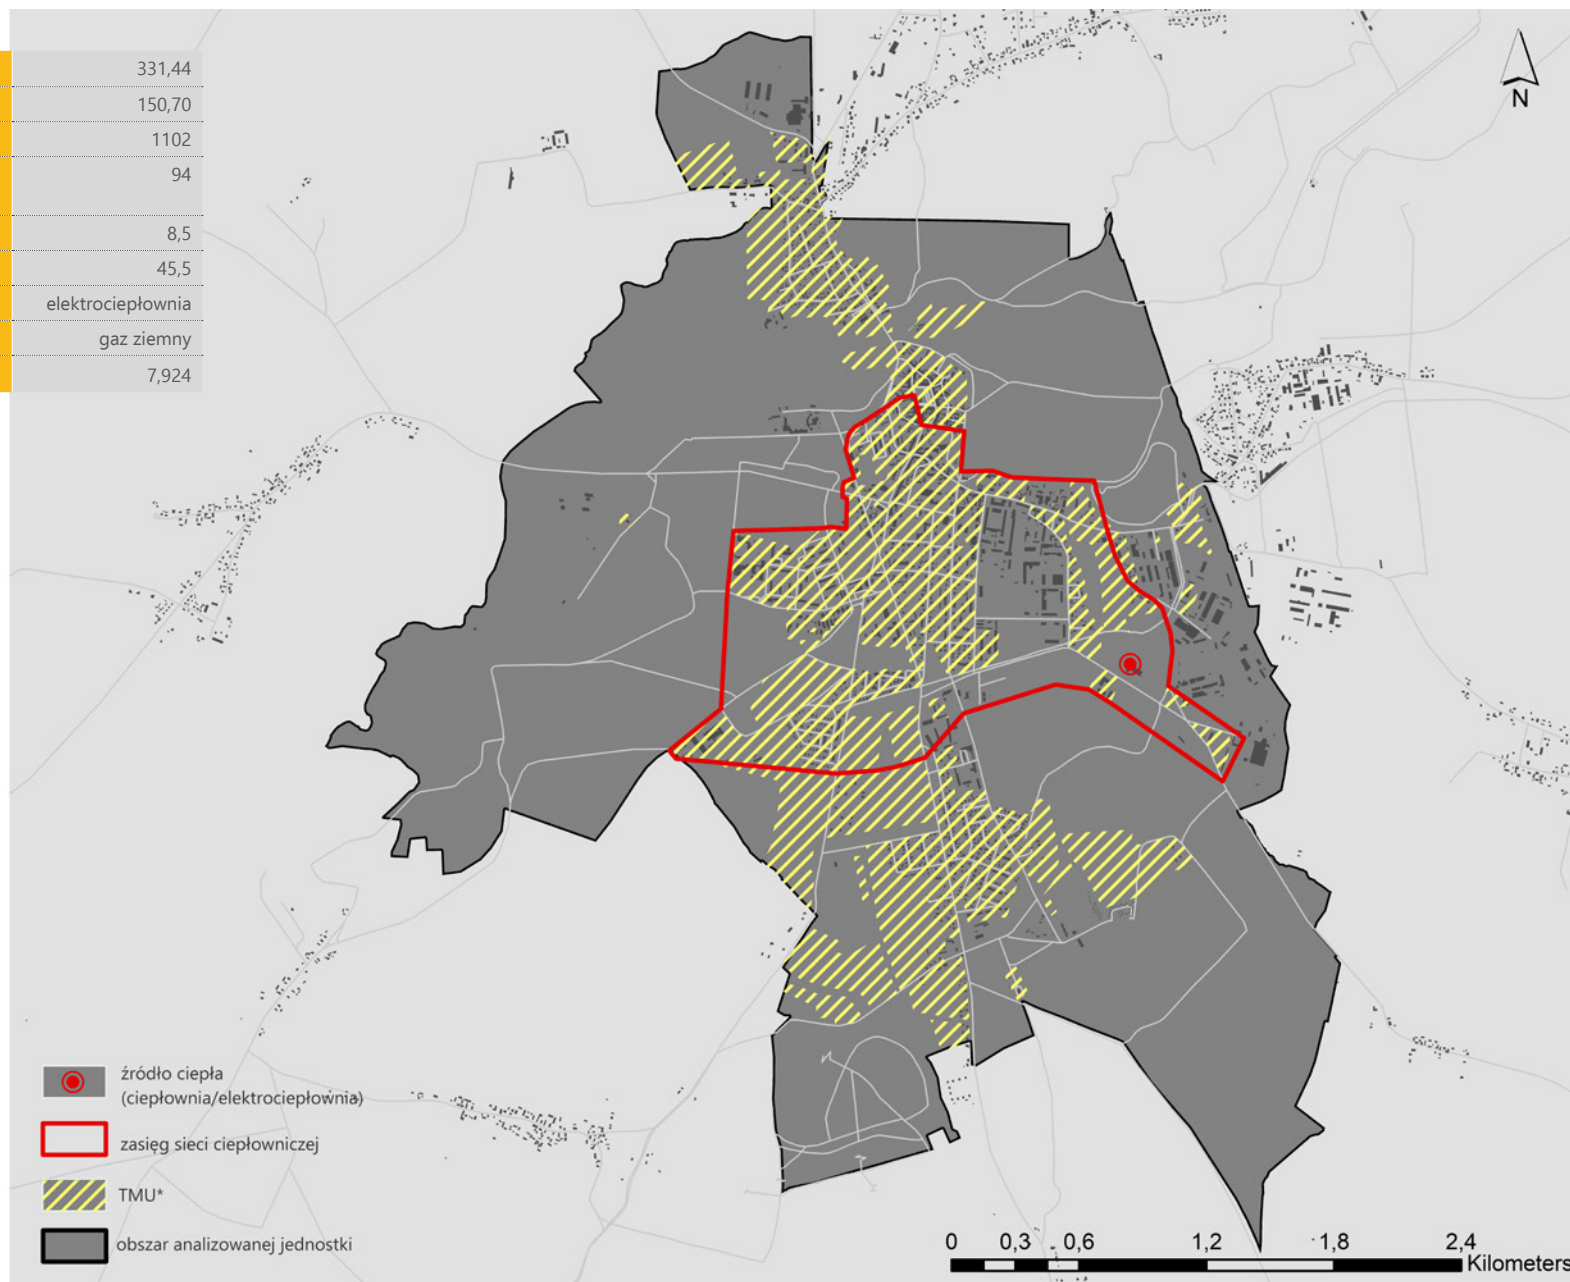 331,44
150,70
1102
94
8,5
45,5
elektrociepłownia
gaz ziemny
7,924
N
źródło ciepła
(ciepłownia/elektrociepłownia)
zasięg sieci ciepłowniczej
TMU*
obszar analizowanej jednostki
0 0,3 0,6 1,2 1,8 2,4
Kilometers